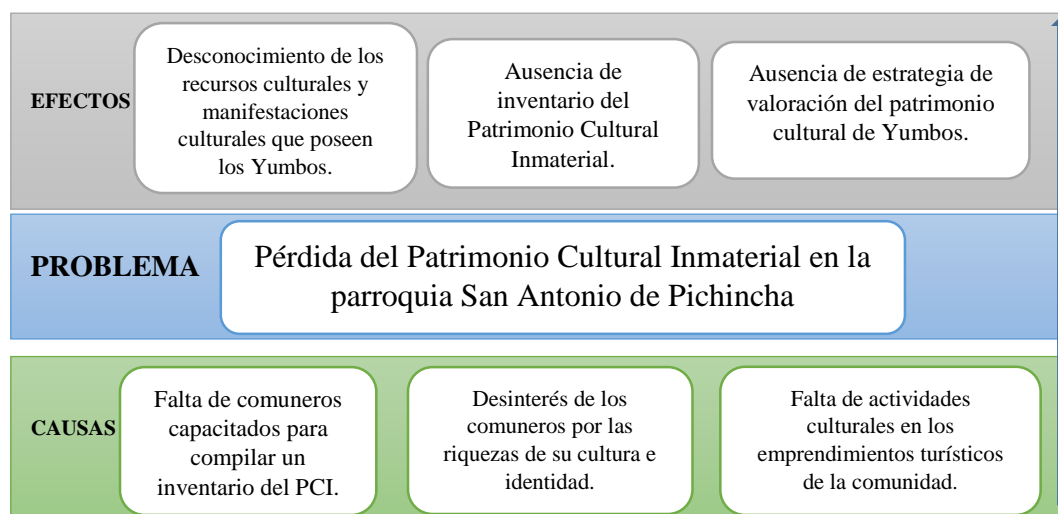 EFECTOS
Desconocimiento de los
recursos culturales y
manifestaciones
culturales que poseen
los Yumbos.
Ausencia de
inventario del
Patrimonio Cultural
Inmaterial.
Ausencia de estrategia de
valoración del patrimonio
cultural de Yumbos.
PROBLEMA
Pérdida del Patrimonio Cultural Inmaterial en la
parroquia San Antonio de Pichincha
CAUSAS
Falta de comuneros
capacitados para
compilar un
inventario del PCI.
Desinterés de los
comuneros por las
riquezas de su cultura e
identidad.
Falta de actividades
culturales en los
emprendimientos turísticos
de la comunidad.